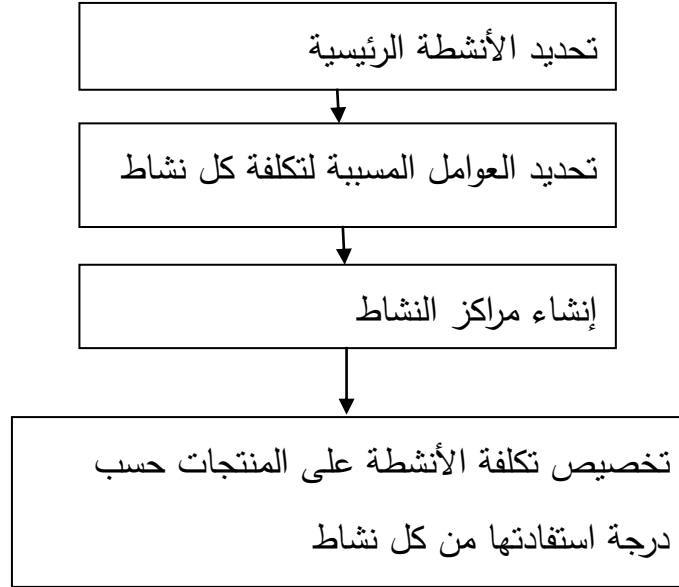 تحديد الأنشطة الرئيسية
تحديد العوامل المسببة لتكلفة كل نشاط
إنشاء مراكز النشاط
تخصيص تكلفة الأنشطة على المنتجات حسب
درجة استفادتها من كل نشاط